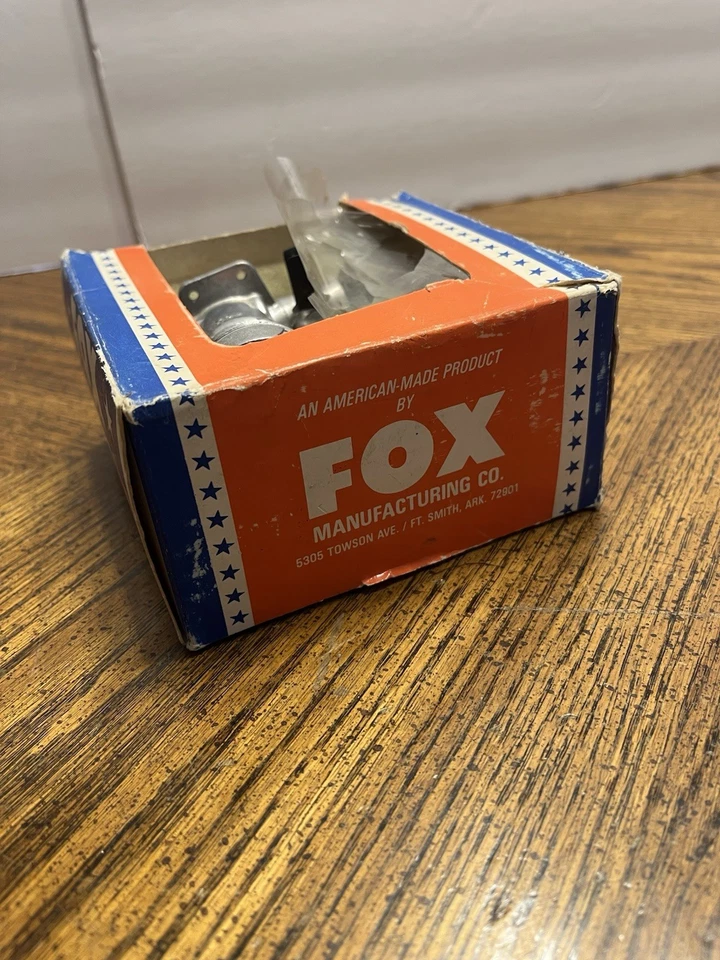 AN AMERICAN-MADE PRODUCT
BY
FOX
MANUFACTURING CO.
5305 TOWSON AVE. / FT. SMITH, ARK. 72901